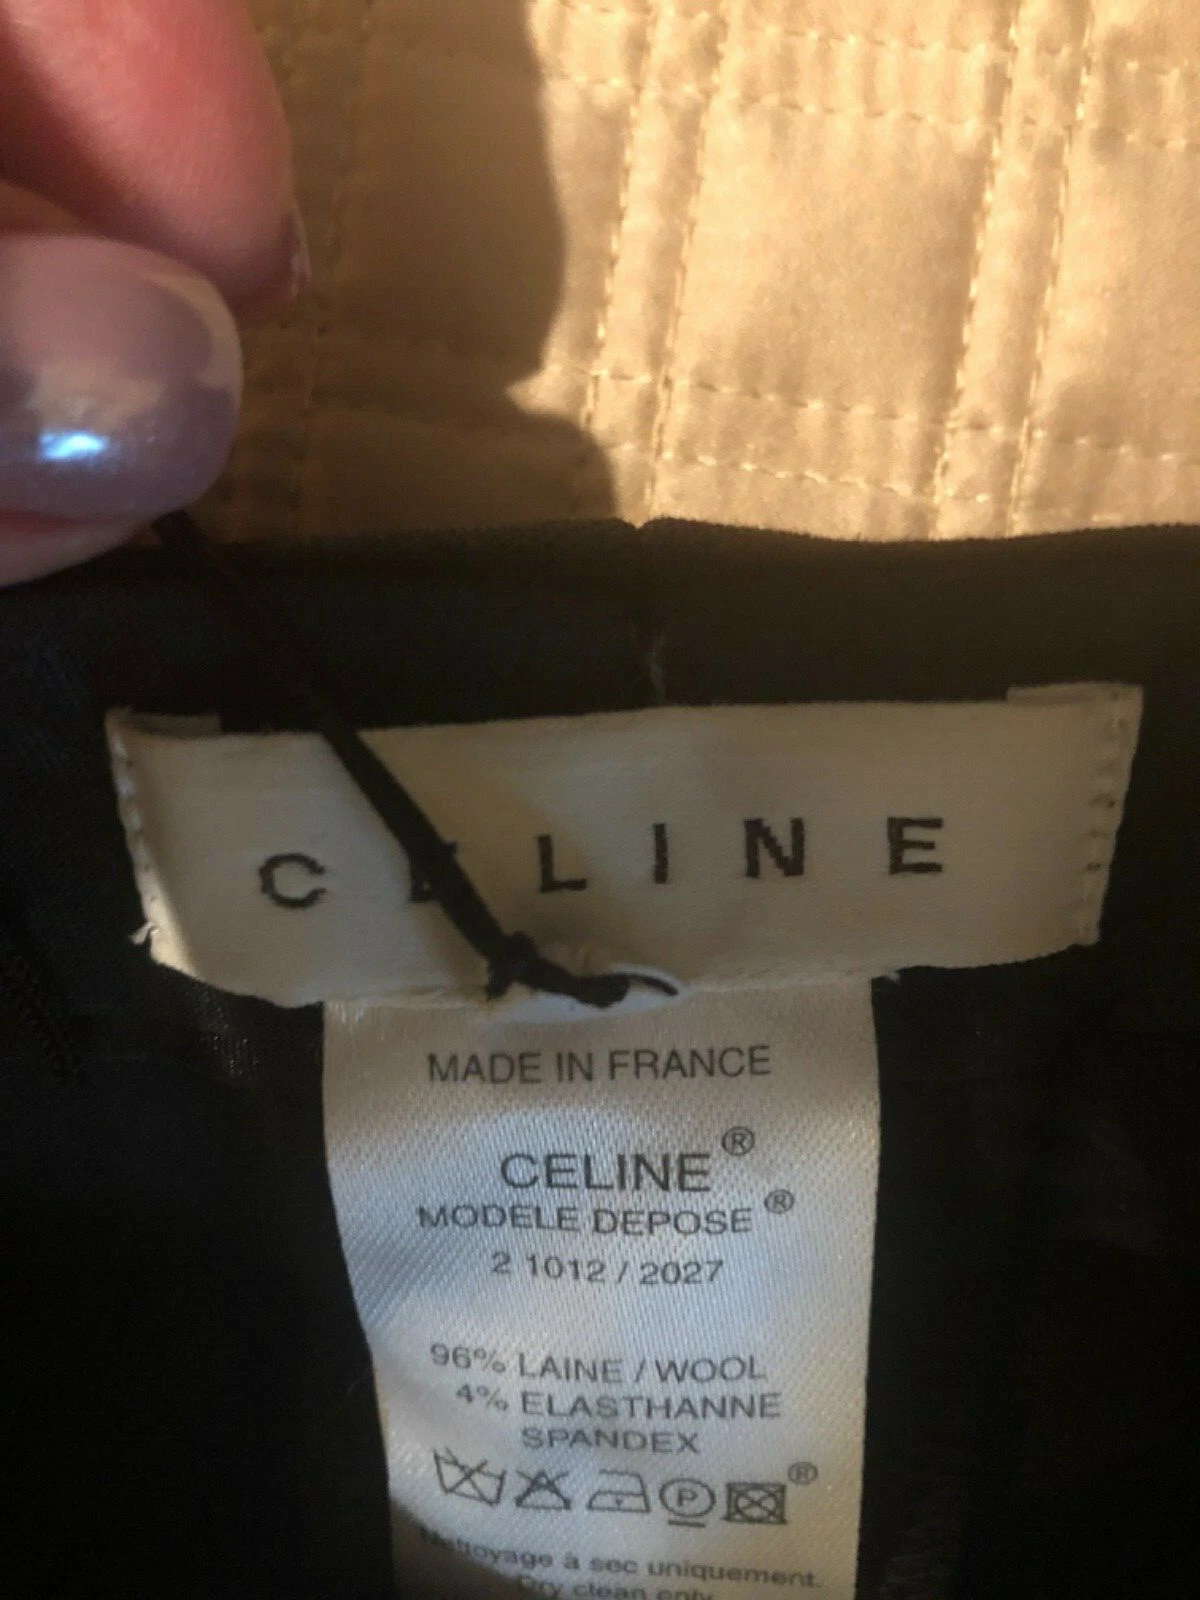 CELINE
MADE IN FRANCE
CELINE®
MODELE DEPOSE®
2 1012 / 2027
96% LAINE / WOOL
4% ELASTHANNE
SPANDEX
P
®
Nettoyage à sec uniquement.
Dry clean only